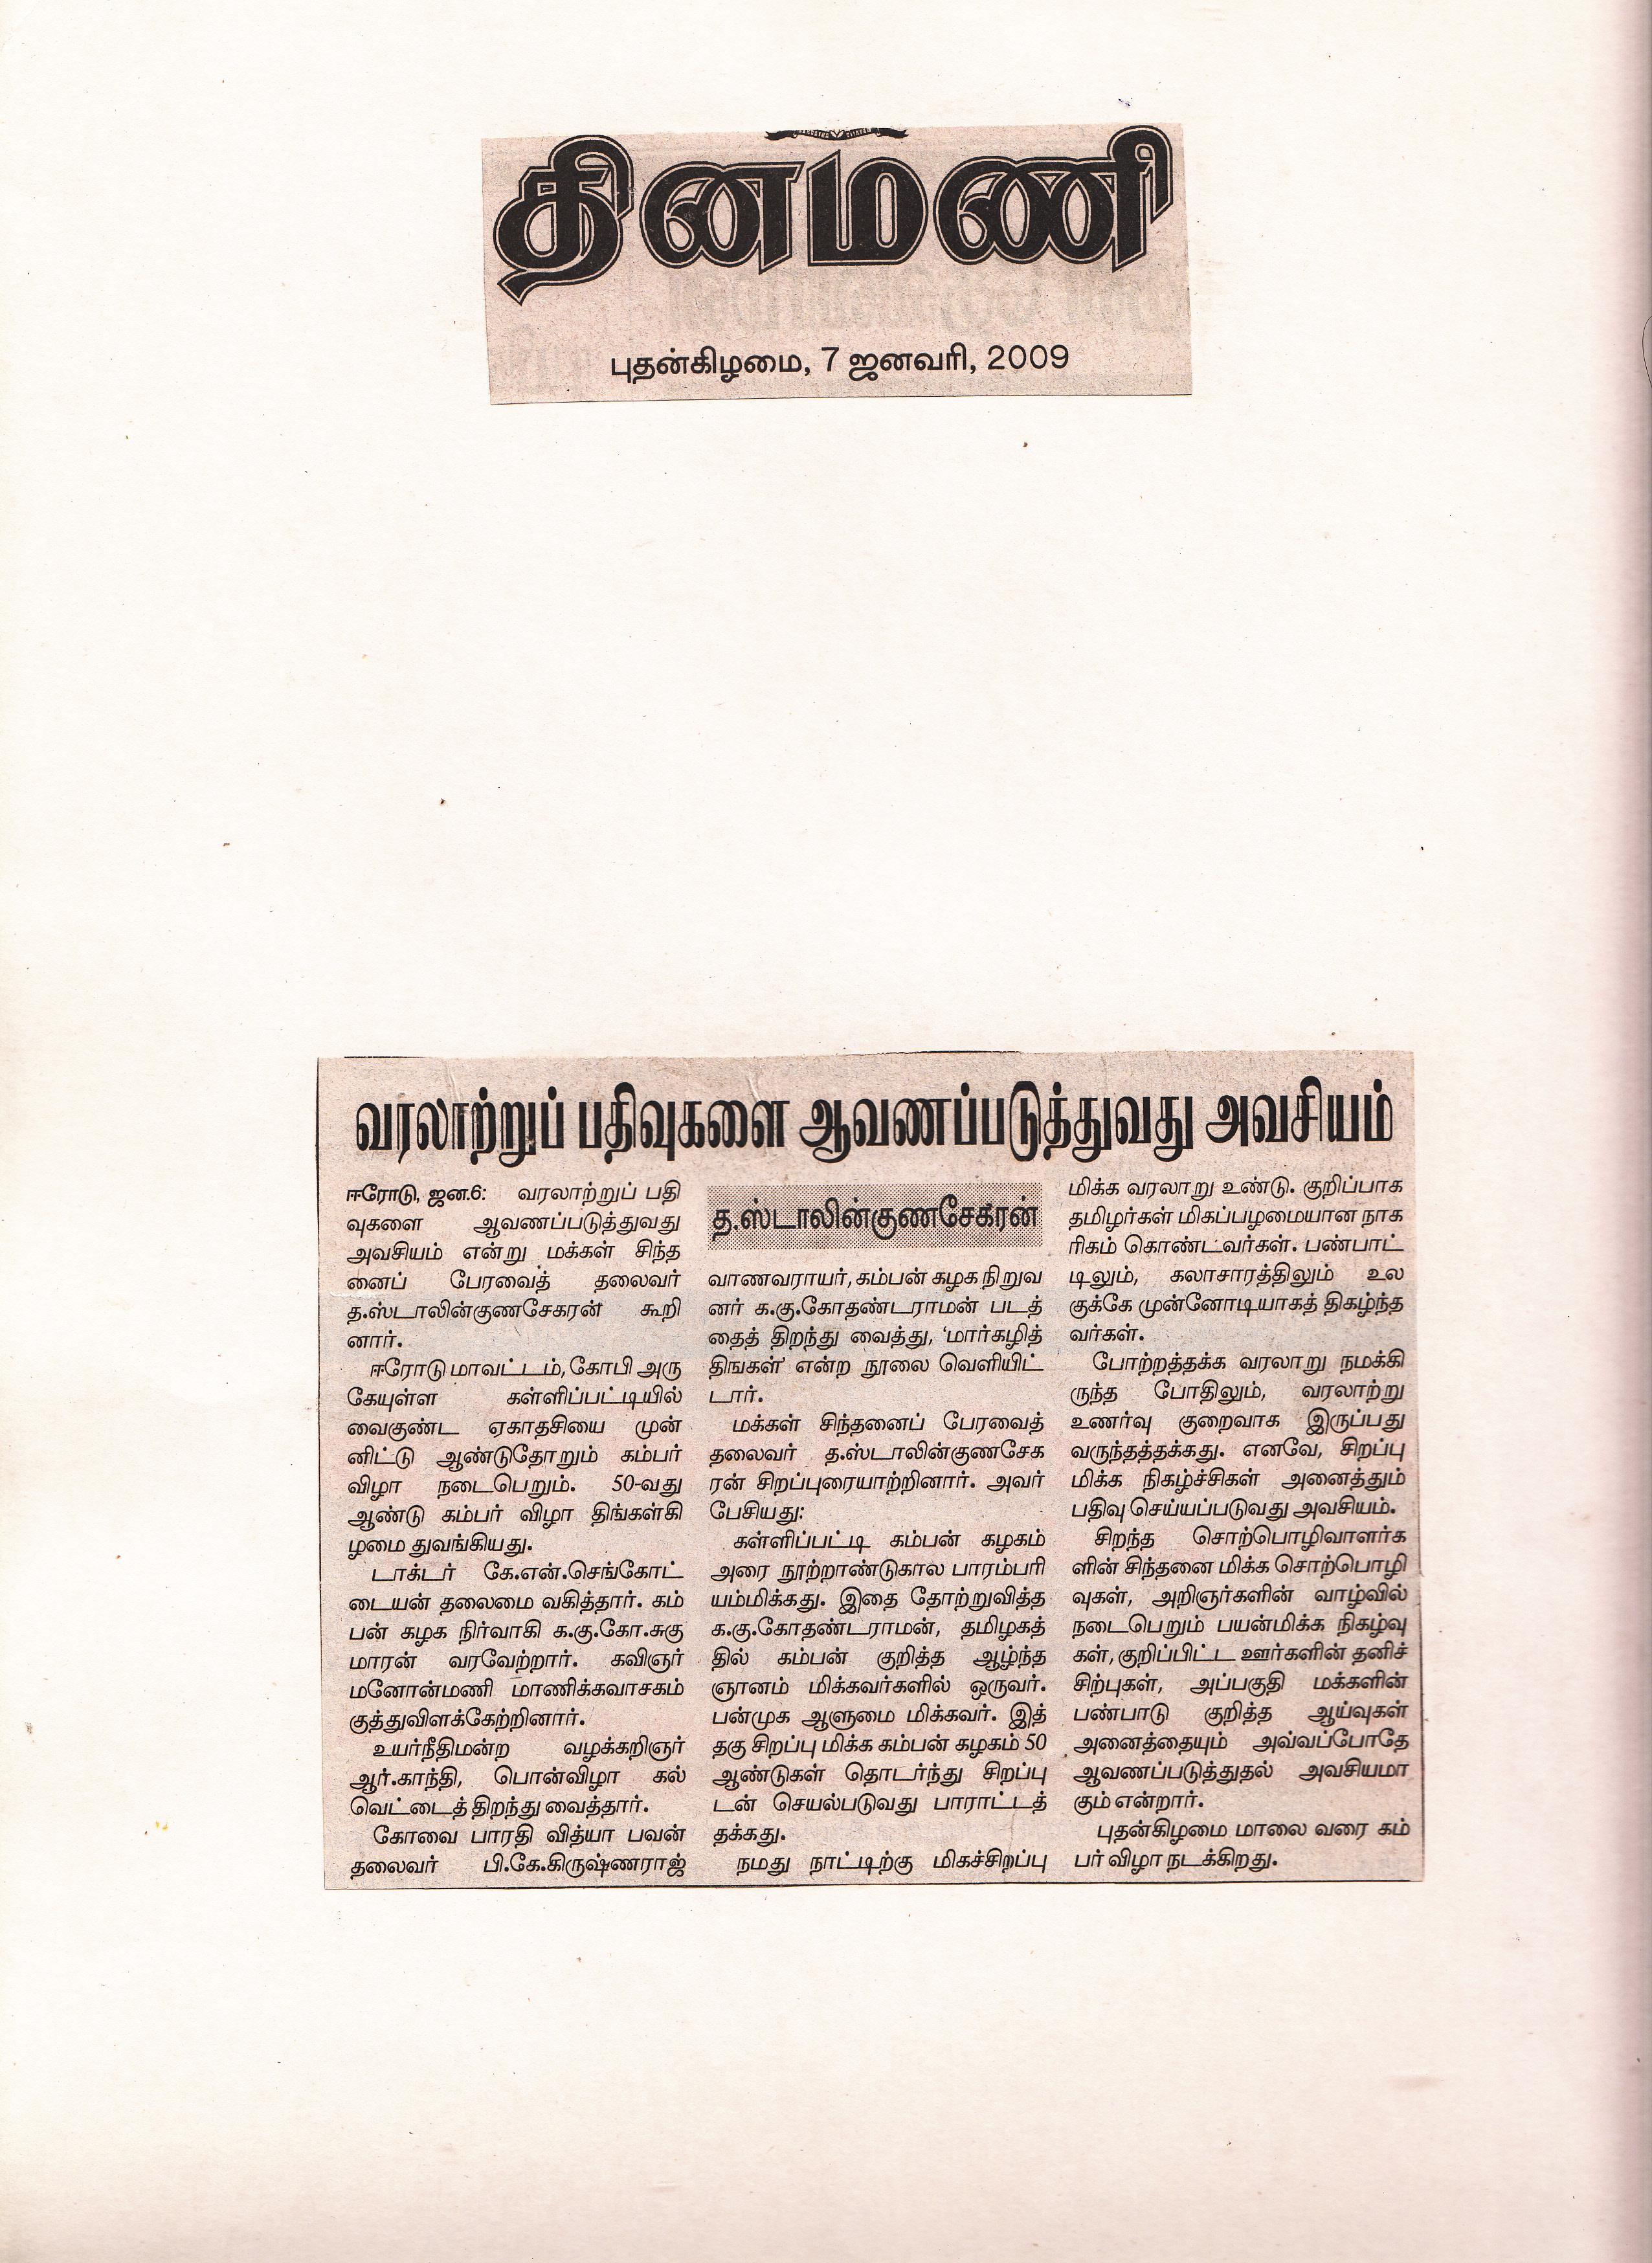 தினமணி
புதன்கிழமை, 7 ஜனவரி, 2009
வரலாற்றுப் பதிவுகளை ஆவணப்படுத்துவது அவசியம்
ஈரோடு, ஜன.6: வரலாற்றுப் பதி
வுகளை ஆவணப்படுத்துவது
அவசியம் என்று மக்கள் சிந்த
னைப் பேரவைத் தலைவர்
த.ஸ்டாலின்குணசேகரன் கூறி
னார்.
ஈரோடு மாவட்டம், கோபி அரு
கேயுள்ள கள்ளிப்பட்டியில்
வைகுண்ட ஏகாதசியை முன்
னிட்டு ஆண்டுதோறும் கம்பர்
விழா நடைபெறும். 50-வது
ஆண்டு கம்பர் விழா திங்கள்கி
ழமை துவங்கியது.
டாக்டர் கே.என்.செங்கோட்
டையன் தலைமை வகித்தார். கம்
பன் கழக நிர்வாகி க.கு.கோ.சுகு
மாரன் வரவேற்றார். கவிஞர்
மனோன்மணி மாணிக்கவாசகம்
குத்துவிளக்கேற்றினார்.
உயர்நீதிமன்ற வழக்கறிஞர்
ஆர்.காந்தி, பொன்விழா கல்
வெட்டைத் திறந்து வைத்தார்.
கோவை பாரதி வித்யா பவன்
தலைவர் பி.கே.கிருஷ்ணராஜ்
த.ஸ்டாலின்குணசேகரன்
வாணவராயர், கம்பன் கழக நிறுவ
னர் க.கு.கோதண்டராமன் படத்
தைத் திறந்து வைத்து, 'மார்கழித்
திஙகள்' என்ற நூலை வெளியிட்
டார்.
மக்கள் சிந்தனைப் பேரவைத்
தலைவர் த.ஸ்டாலின்குணசேக
ரன் சிறப்புரையாற்றினார். அவர்
பேசியது:
கள்ளிப்பட்டி கம்பன் கழகம்
அரை நூற்றாண்டுகால பாரம்பரி
யம்மிக்கது. இதை தோற்றுவித்த
க.கு.கோதண்டராமன், தமிழகத்
தில் கம்பன் குறித்த ஆழ்ந்த
ஞானம் மிக்கவர்களில் ஒருவர்.
பன்முக ஆளுமை மிக்கவர். இத்
தகு சிறப்பு மிக்க கம்பன் கழகம் 50
ஆண்டுகள் தொடர்ந்து சிறப்பு
டன் செயல்படுவது பாராட்டத்
தக்கது.
நமது நாட்டிற்கு மிகச்சிறப்பு
மிக்க வரலாறு உண்டு. குறிப்பாக
தமிழர்கள் மிகப்பழமையான நாக
ரிகம் கொண்டவர்கள். பண்பாட்
டிலும், கலாசாரத்திலும் உல
குக்கே முன்னோடியாகத் திகழ்ந்த
வர்கள்.
போற்றத்தக்க வரலாறு நமக்கி
ருந்த போதிலும், வரலாற்று
உணர்வு குறைவாக இருப்பது
வருந்தத்தக்கது. எனவே, சிறப்பு
மிக்க நிகழ்ச்சிகள் அனைத்தும்
பதிவு செய்யப்படுவது அவசியம்.
சிறந்த சொற்பொழிவாளர்க
ளின் சிந்தனை மிக்க சொற்பொழி
வுகள், அறிஞர்களின் வாழ்வில்
நடைபெறும் பயன்மிக்க நிகழ்வு
கள், குறிப்பிட்ட ஊர்களின் தனிச்
சிற்புகள், அப்பகுதி மக்களின்
பண்பாடு குறித்த ஆய்வுகள்
அனைத்தையும் அவ்வப்போதே
ஆவணப்படுத்துதல் அவசியமா
கும் என்றார்.
புதன்கிழமை மாலை வரை கம்
பர் விழா நடக்கிறது.